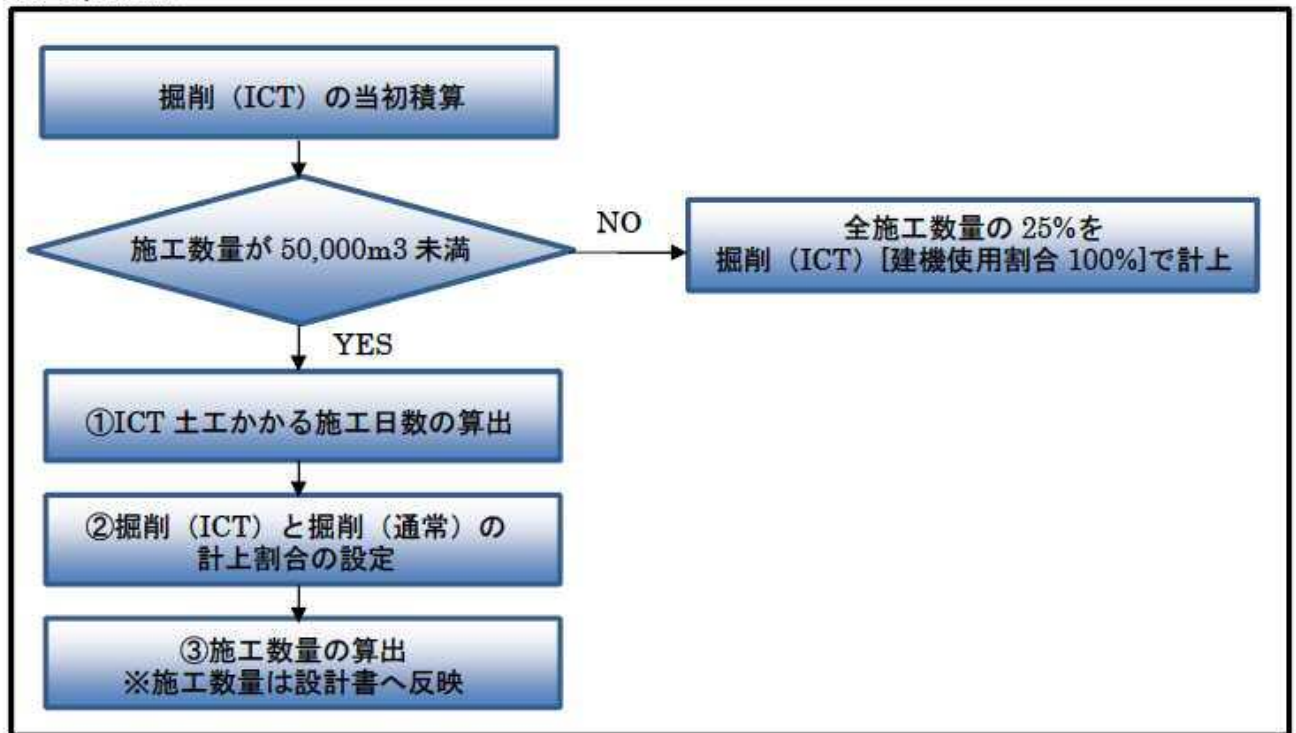 掘削（ICT）の当初積算
施工数量が 50,000m3 未満
NO
全施工数量の 25%を
掘削（ICT）[建機使用割合 100%]で計上
YES
①ICT 土工かかる施工日数の算出
②掘削（ICT）と掘削（通常）の
計上割合の設定
③施工数量の算出
※施工数量は設計書へ反映